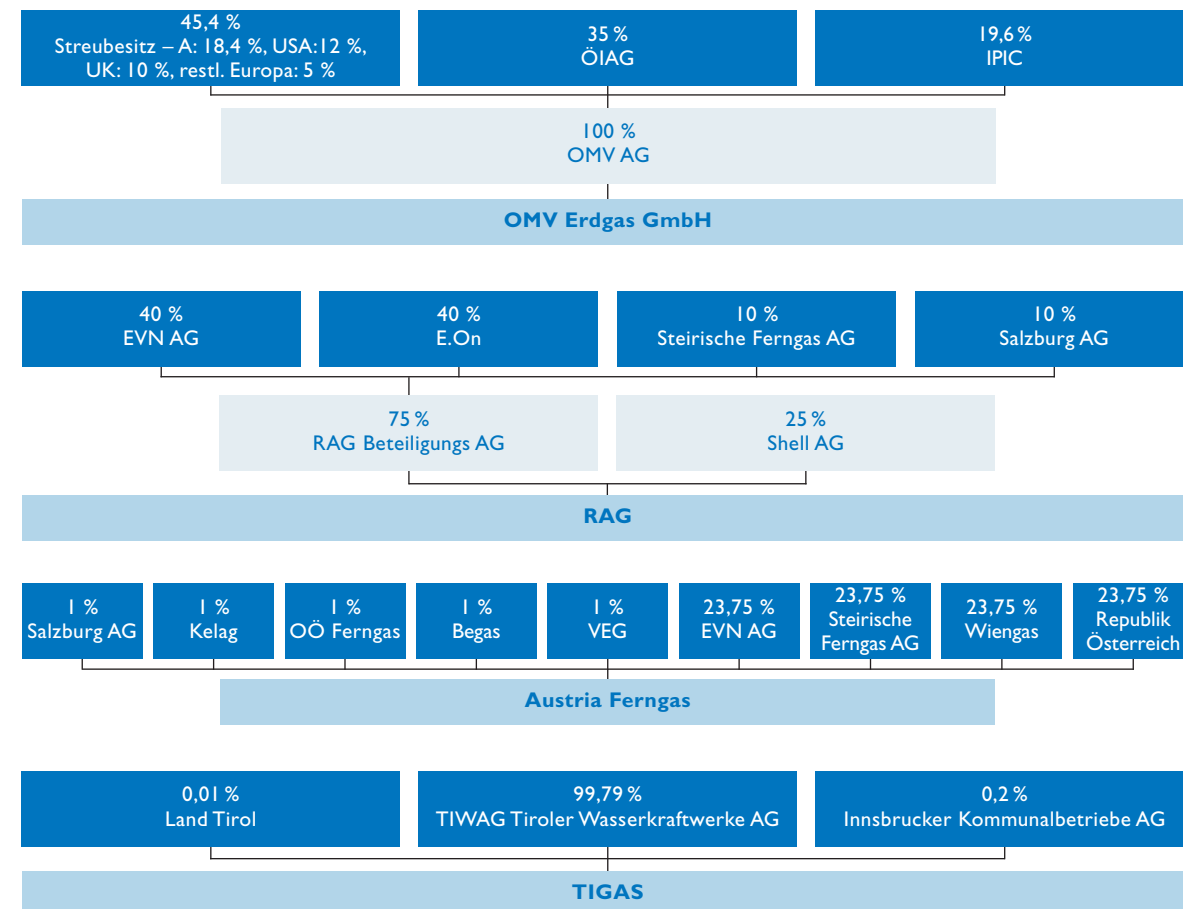 45,4 %
Streubesitz – A: 18,4 %, USA:12 %,
UK: 10 %, restl. Europa: 5 %
35 %
ÖIAG
19,6 %
IPIC
100 %
OMV AG
OMV Erdgas GmbH
40 %
EVN AG
40 %
E.On
10 %
Steirische Ferngas AG
10 %
Salzburg AG
75 %
RAG Beteiligungs AG
25 %
Shell AG
RAG
1 %
Salzburg AG
1 %
Kelag
1 %
OÖ Ferngas
1 %
Begas
1 %
VEG
23,75 %
EVN AG
23,75 %
Steirische
Ferngas AG
23,75 %
Wiengas
23,75 %
Republik
Österreich
Austria Ferngas
0,01 %
Land Tirol
99,79 %
TIWAG Tiroler Wasserkraftwerke AG
0,2 %
Innsbrucker Kommunalbetriebe AG
TIGAS